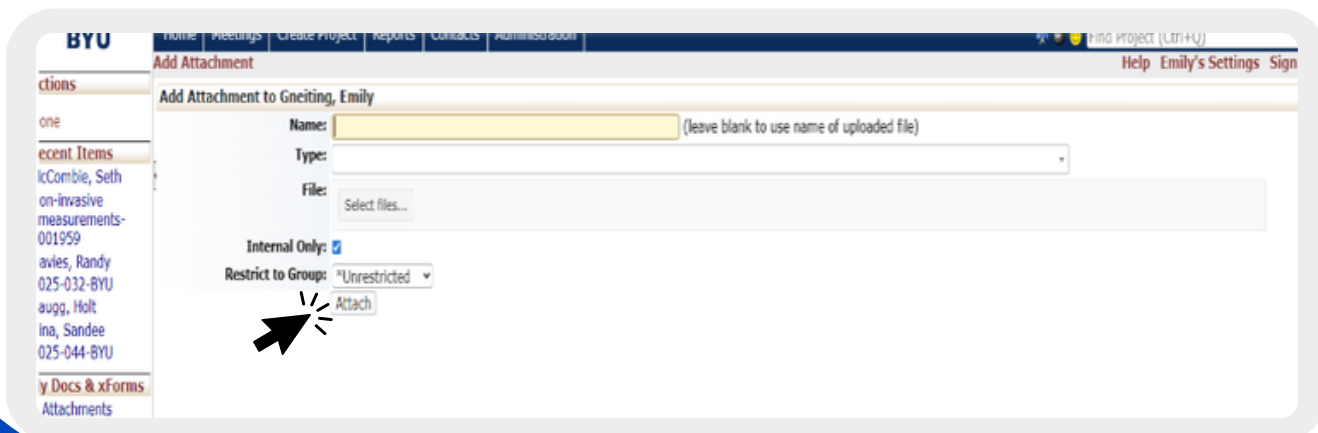 BYU
Home Meetings Create Project Reports Contacts Administration
Find Project (Ctrl+Q)
Add Attachment
Help Emily's Settings Sign
ctions
one
ecent Items
cCombie, Seth
on-invasive
measurements-
001959
avies, Randy
025-032-BYU
augg, Holt
ina, Sandee
025-044-BYU
y Docs & xForms
Attachments
Add Attachment to Gneiting, Emily
Name:
(leave blank to use name of uploaded file)
Type:
File:
Select files...
Internal Only:
Restrict to Group: *Unrestricted
Attach